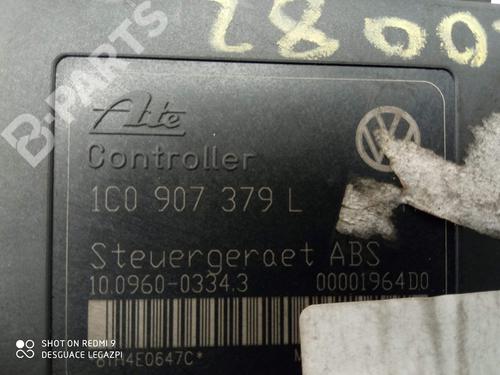 B-PARTS
Ate
Controller
1C0 907 379 L
Steuergeraet ABS
10.0960-0334.3 00001964D0
SHOT ON REDMI 9
DESGUACE LEGAZPI